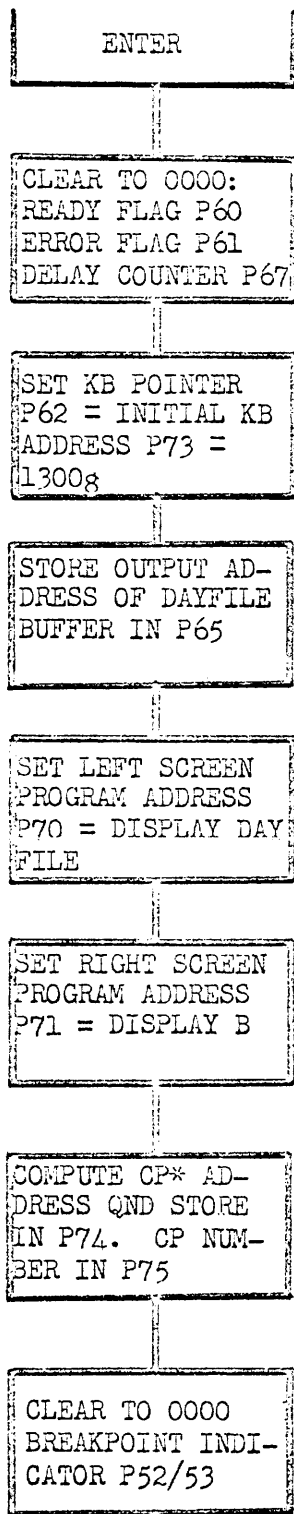 ENTER
CLEAR TO 0000:
READY FLAG P60
ERROR FLAG P61
DELAY COUNTER P67
SET KB POINTER
P62 = INITIAL KB
ADDRESS P73 =
1300₈
STORE OUTPUT AD-
DRESS OF DAYFILE
BUFFER IN P65
SET LEFT SCREEN
PROGRAM ADDRESS
P70 = DISPLAY DAY
FILE
SET RIGHT SCREEN
PROGRAM ADDRESS
P71 = DISPLAY B
COMPUTE CP* AD-
DRESS QND STORE
IN P74. CP NUM-
BER IN P75
CLEAR TO 0000
BREAKPOINT INDI-
CATOR P52/53